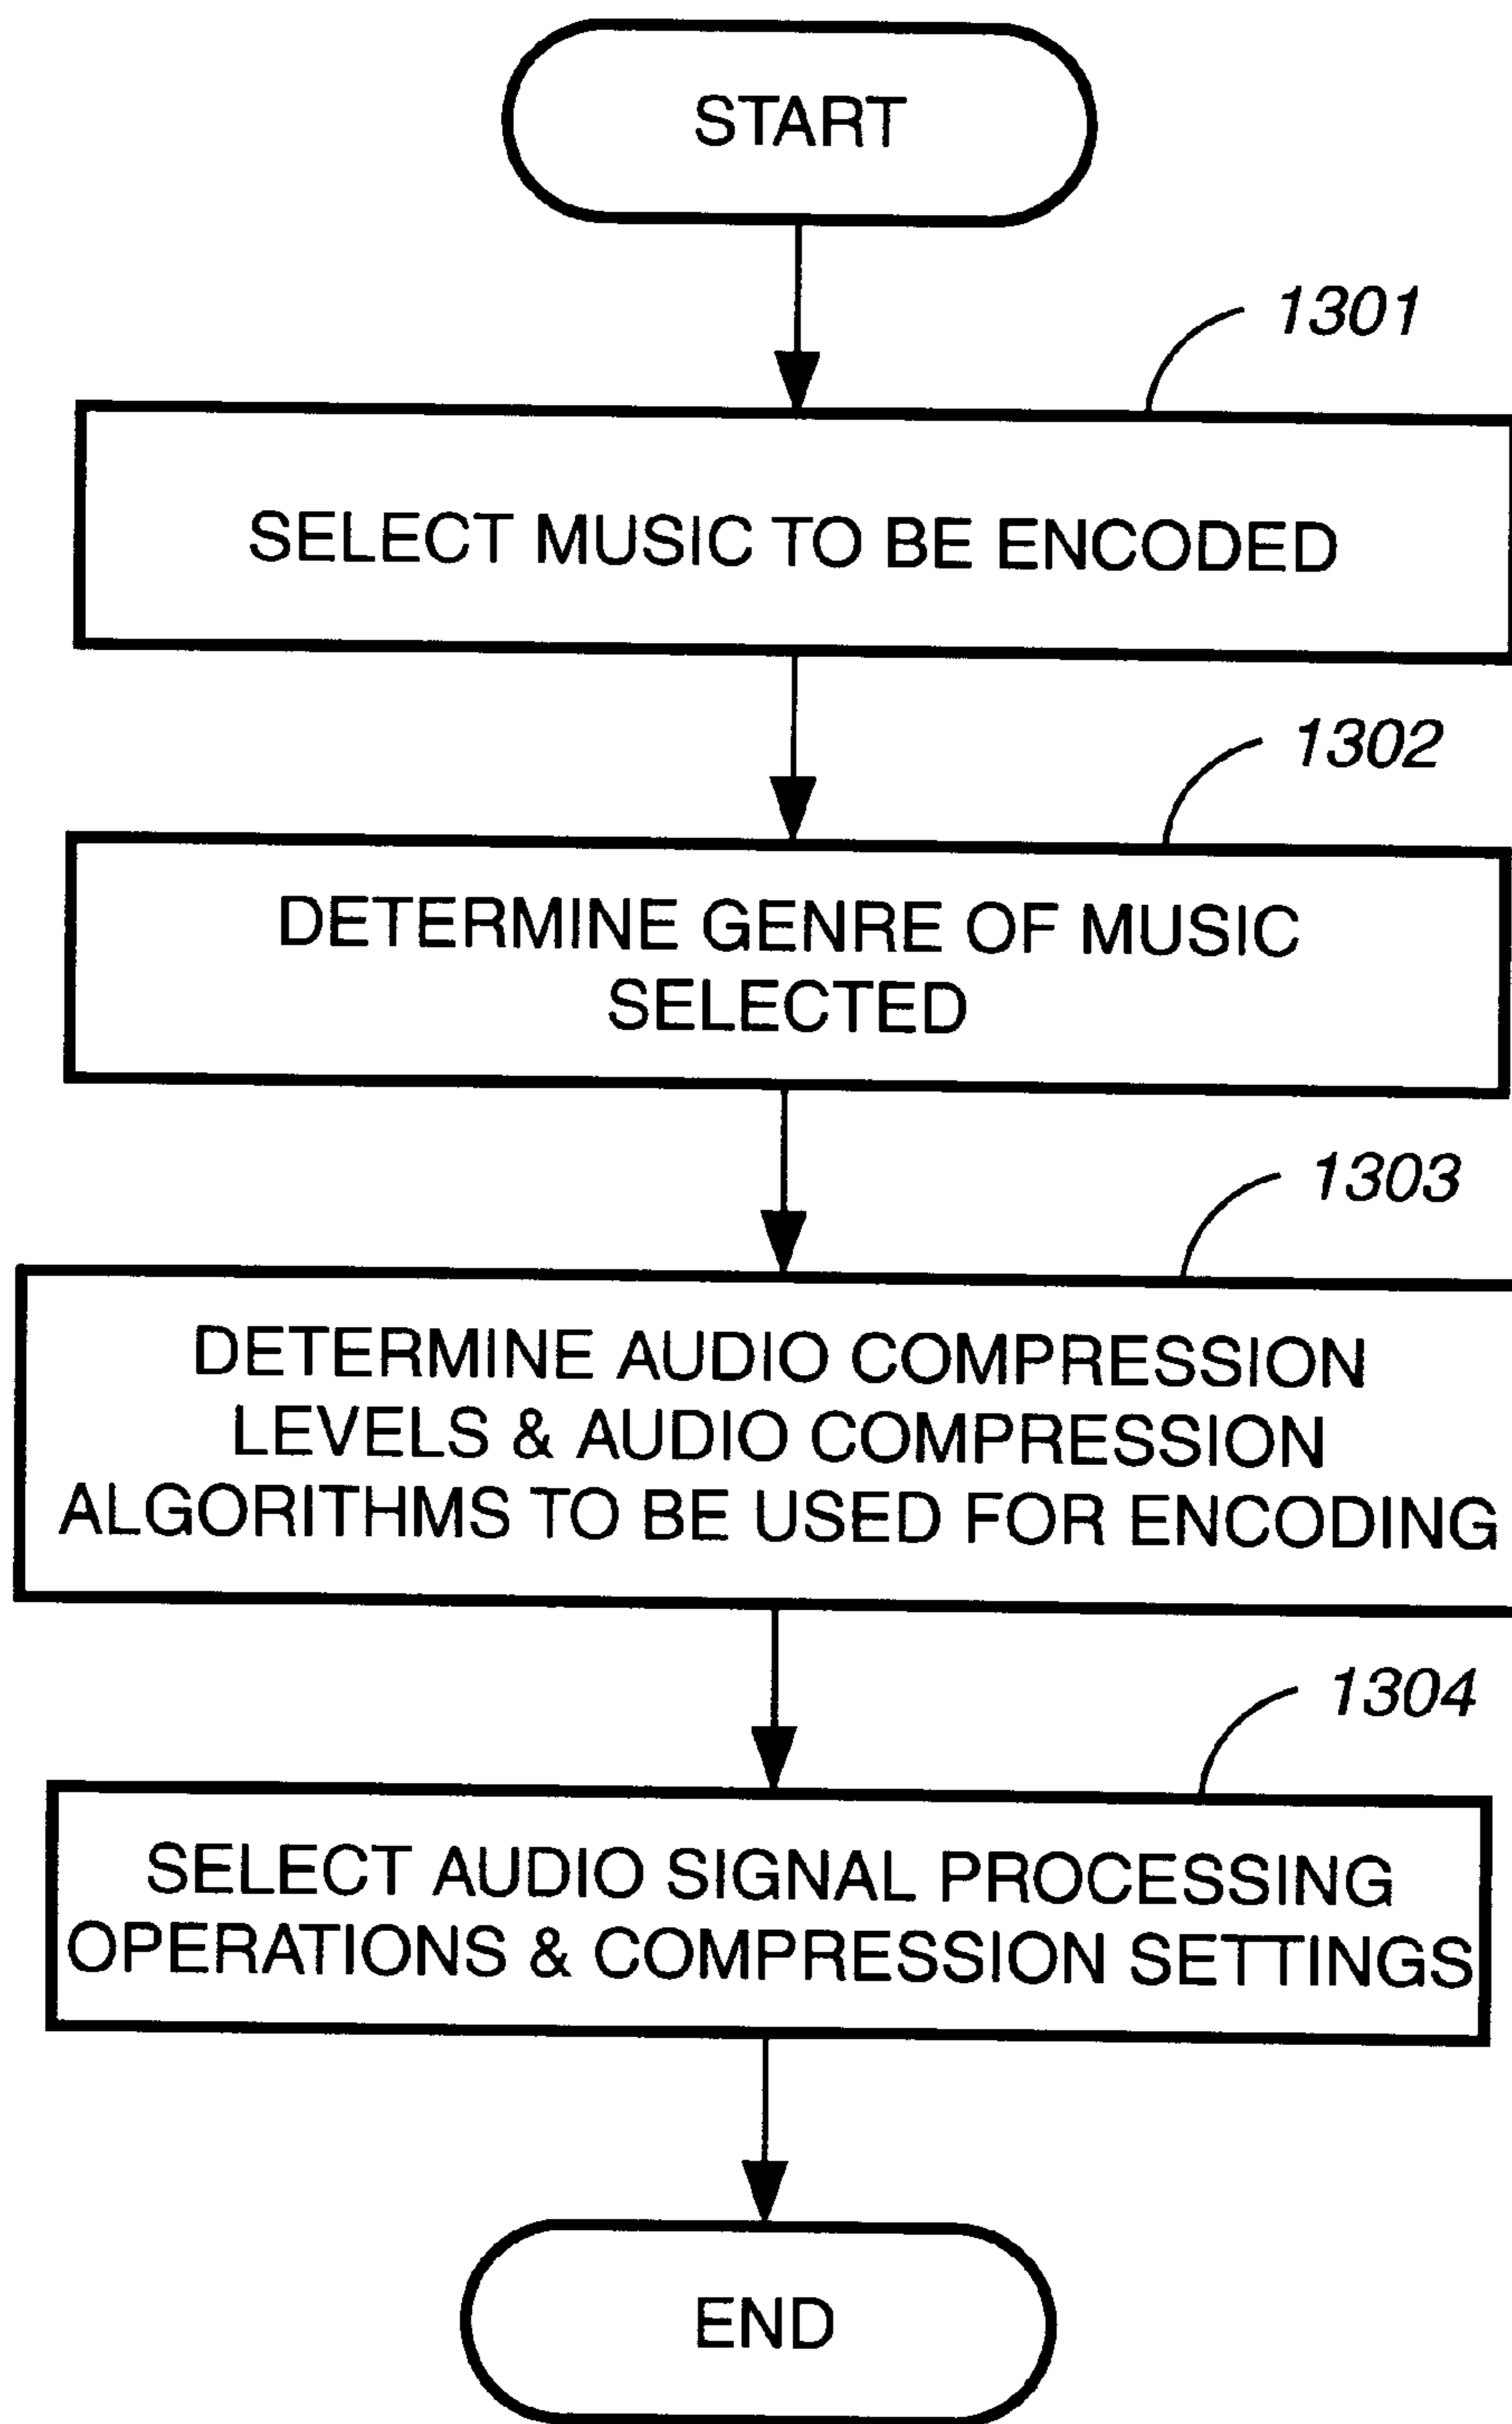 START
1301
SELECT MUSIC TO BE ENCODED
1302
DETERMINE GENRE OF MUSIC
SELECTED
1303
DETERMINE AUDIO COMPRESSION
LEVELS & AUDIO COMPRESSION
ALGORITHMS TO BE USED FOR ENCODING
1304
SELECT AUDIO SIGNAL PROCESSING
OPERATIONS & COMPRESSION SETTINGS
END